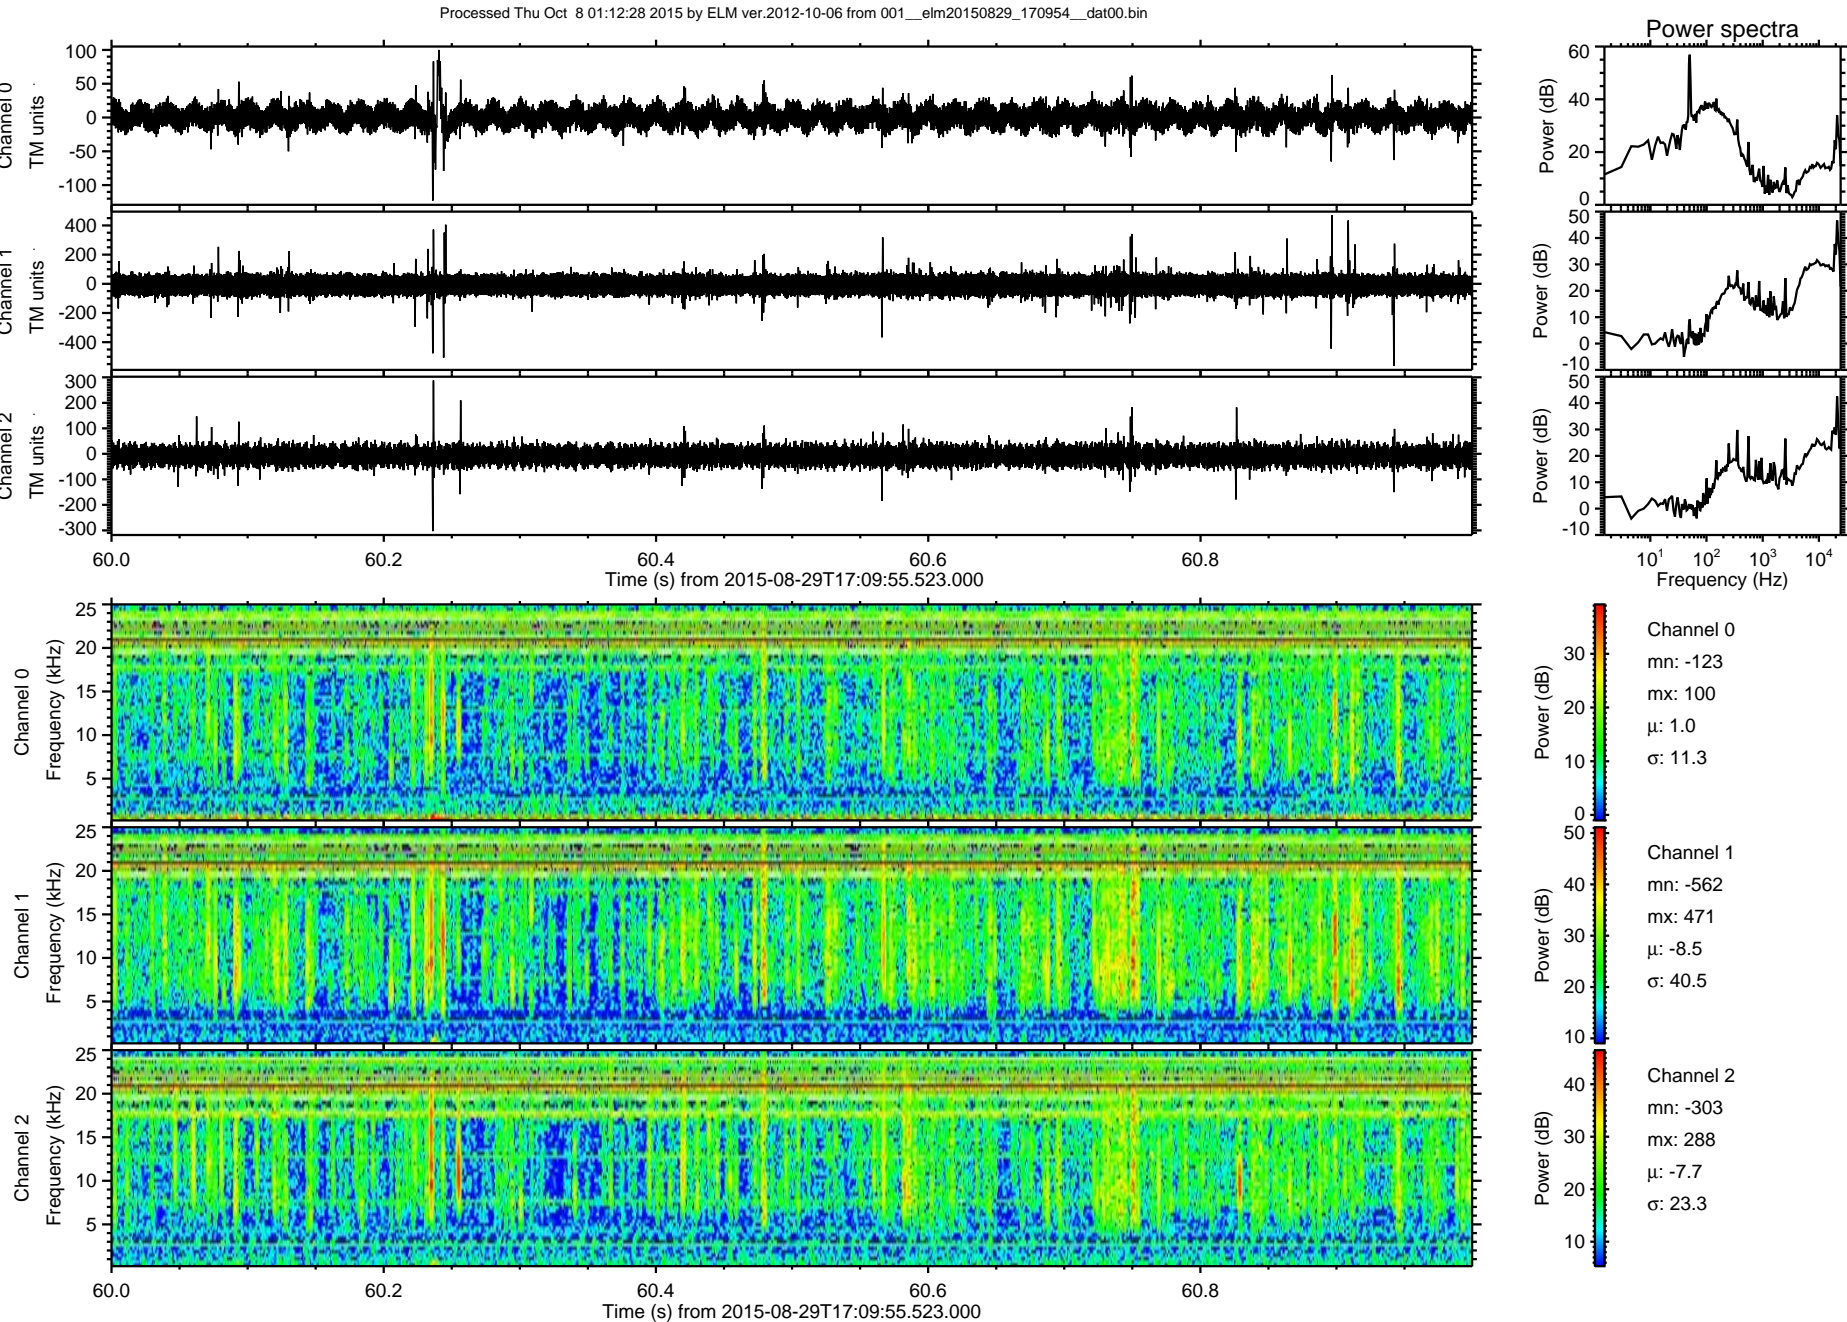 Processed Thu Oct 8 01:12:28 2015 by ELM ver.2012-10-06 from 001__elm20150829_170954__dat00.bin
Power spectra
Channel 0
TM units
100
50
0
-50
-100
Power (dB)
60
40
20
0
Channel 1
TM units
400
200
0
-200
-400
Power (dB)
50
40
30
20
10
0
-10
Channel 2
TM units
300
200
100
0
-100
-200
-300
Power (dB)
50
40
30
20
10
0
-10
60.0 60.2 60.4 60.6 60.8
Time (s) from 2015-08-29T17:09:55.523.000
10^1 10^2 10^3 10^4
Frequency (Hz)
Channel 0
Frequency (kHz)
25
20
15
10
5
Power (dB)
30
20
10
0
Channel 0
mn: -123
mx: 100
μ: 1.0
σ: 11.3
Channel 1
Frequency (kHz)
25
20
15
10
5
Power (dB)
50
40
30
20
10
Channel 1
mn: -562
mx: 471
μ: -8.5
σ: 40.5
Channel 2
Frequency (kHz)
25
20
15
10
5
Power (dB)
40
30
20
10
Channel 2
mn: -303
mx: 288
μ: -7.7
σ: 23.3
60.0 60.2 60.4 60.6 60.8
Time (s) from 2015-08-29T17:09:55.523.000